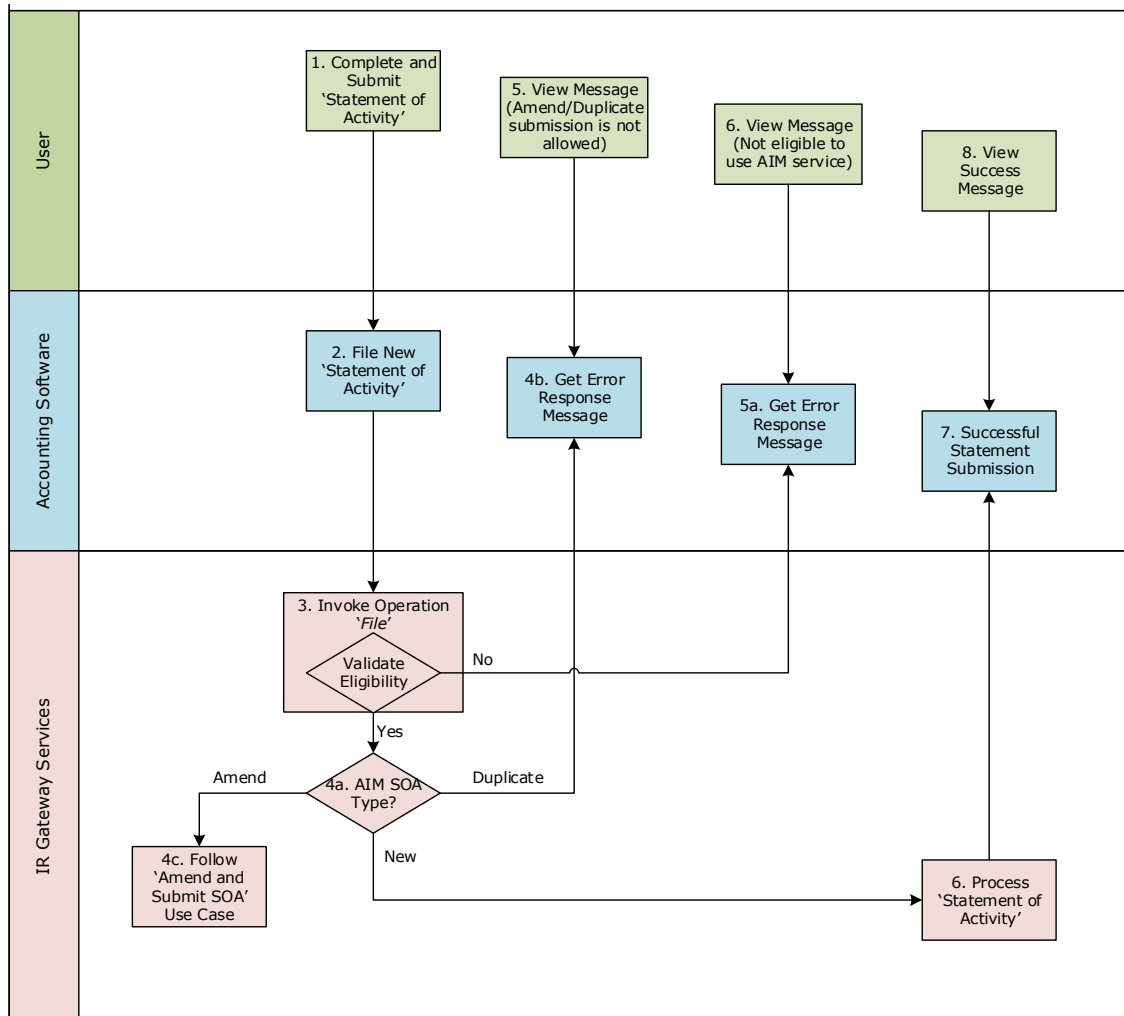 User
1. Complete and
Submit
‘Statement of
Activity’
5. View Message
(Amend/Duplicate
submission is not
allowed)
6. View Message
(Not eligible to
use AIM service)
8. View
Success
Message
Accounting Software
2. File New
‘Statement of
Activity’
4b. Get Error
Response
Message
5a. Get Error
Response
Message
7. Successful
Statement
Submission
IR Gateway Services
3. Invoke Operation
‘File’
Validate
Eligibility
No
Yes
Amend
4a. AIM SOA
Type?
Duplicate
New
4c. Follow
‘Amend and
Submit SOA’
Use Case
6. Process
‘Statement of
Activity’